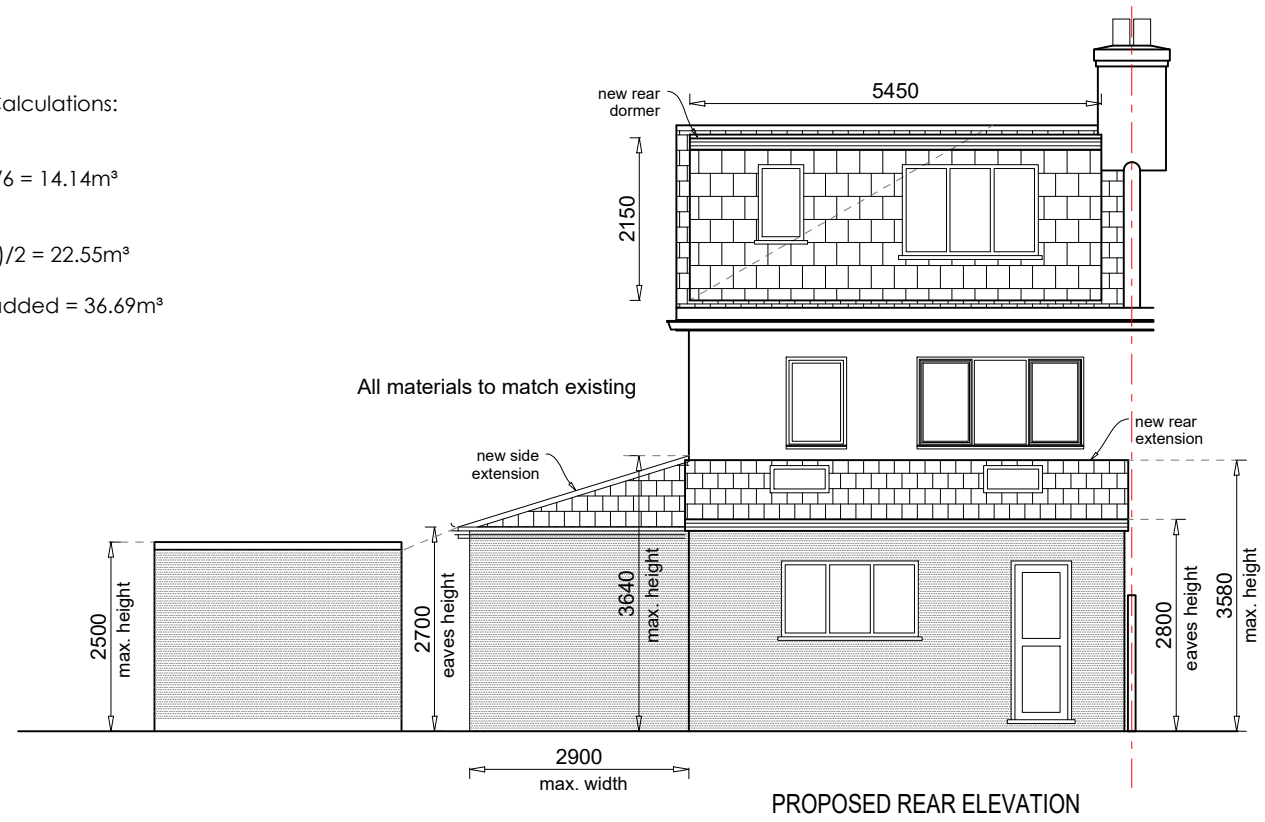 Calculations:
/6 = 14.14m³
)/2 = 22.55m³
added = 36.69m³
new rear
dormer
5450
2150
All materials to match existing
new side
extension
new rear
extension
2500
max. height
2700
eaves height
3640
max. height
2800
eaves height
3580
max. height
2900
max. width
PROPOSED REAR ELEVATION